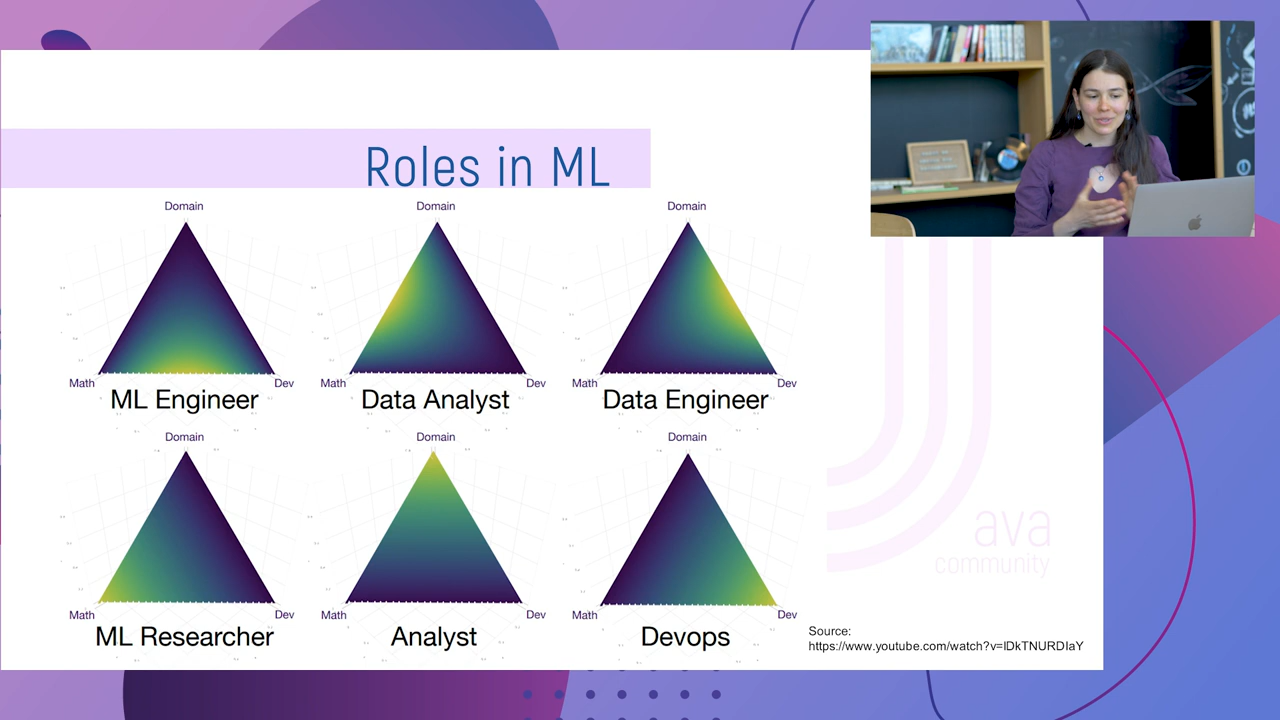 Roles in ML
Domain
Math
Dev
ML Engineer
Domain
Math
Dev
Data Analyst
Domain
Math
Dev
Data Engineer
Domain
Math
Dev
ML Researcher
Domain
Math
Dev
Analyst
Domain
Math
Dev
Devops
ava
community
Source:
https://www.youtube.com/watch?v=IDkTNURDIaY